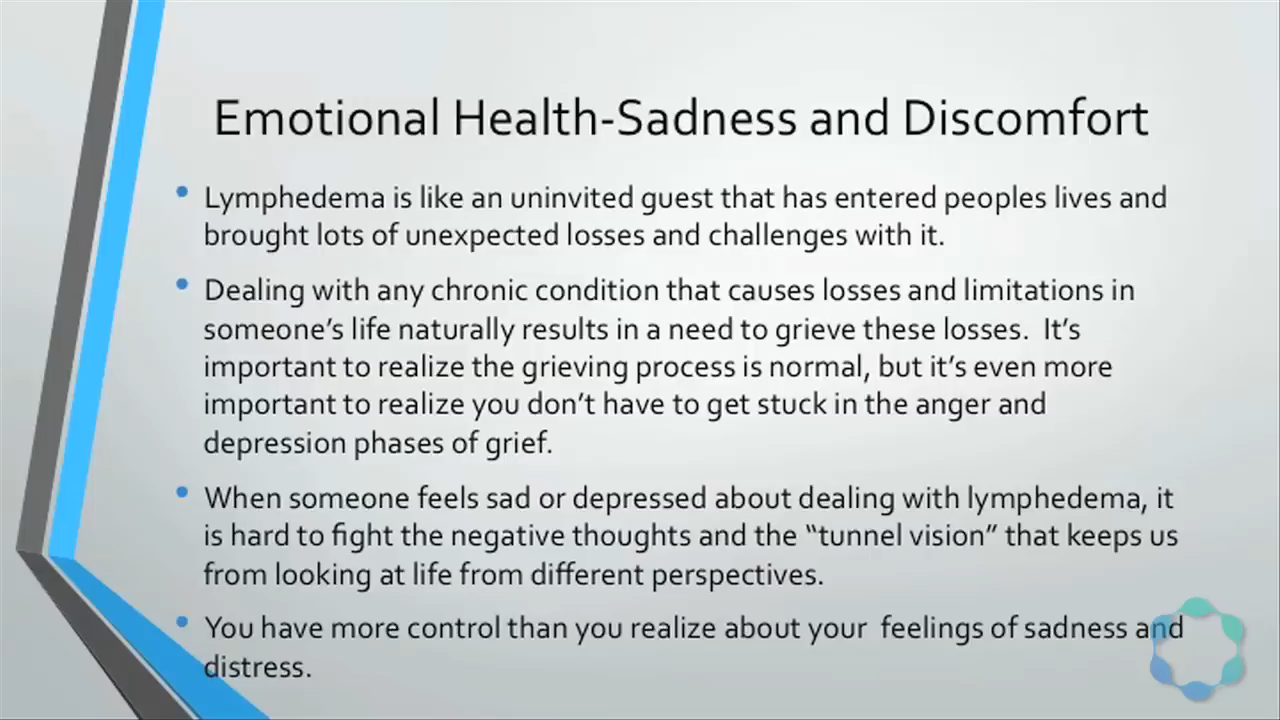 Emotional Health-Sadness and Discomfort
Lymphedema is like an uninvited guest that has entered peoples lives and
brought lots of unexpected losses and challenges with it.
Dealing with any chronic condition that causes losses and limitations in
someone’s life naturally results in a need to grieve these losses.  It’s
important to realize the grieving process is normal, but it’s even more
important to realize you don’t have to get stuck in the anger and
depression phases of grief.
When someone feels sad or depressed about dealing with lymphedema, it
is hard to fight the negative thoughts and the “tunnel vision” that keeps us
from looking at life from different perspectives.
You have more control than you realize about your  feelings of sadness and
distress.